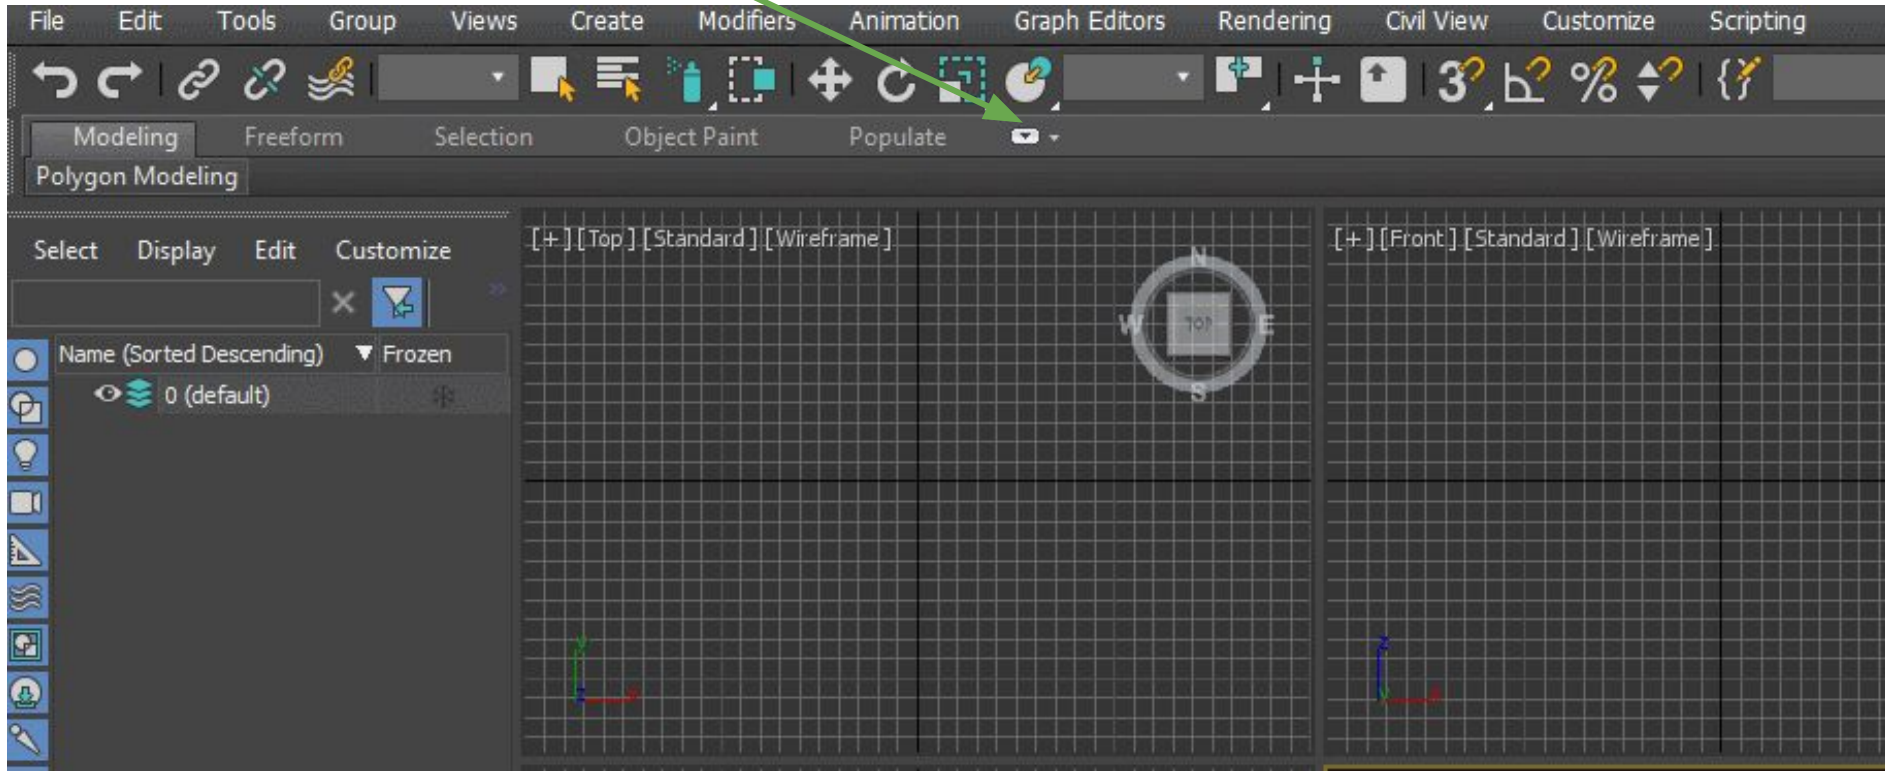 File Edit Tools Group Views Create Modifiers Animation Graph Editors Rendering Civil View Customize Scripting
3
%
{}
Modeling Freeform Selection Object Paint Populate
Polygon Modeling
Select Display Edit Customize
[+][Top][Standard][Wireframe]
[+][Front][Standard][Wireframe]
N
W TOP E
S
Name (Sorted Descending) Frozen
0 (default)
y
z x
z
y x